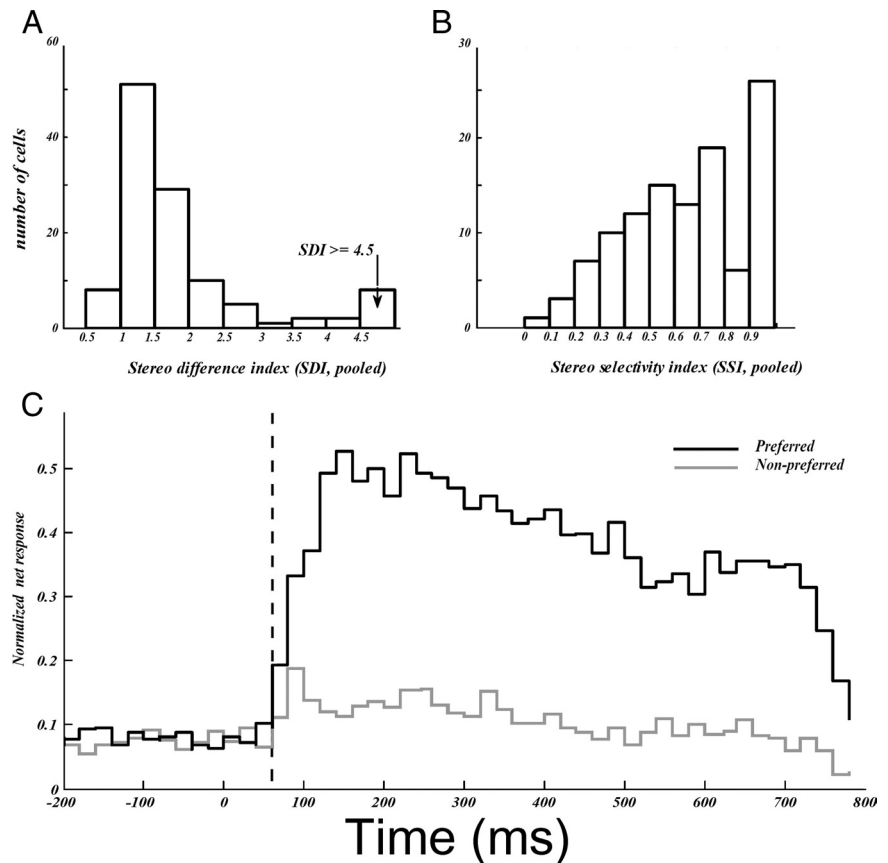 A
60
40
20
0
number of cells
SDI >= 4.5
0.5 1 1.5 2 2.5 3 3.5 4 4.5
Stereo difference index (SDI, pooled)
B
30
20
10
0
0 0.1 0.2 0.3 0.4 0.5 0.6 0.7 0.8 0.9
Stereo selectivity index (SSI, pooled)
C
0.5
0.4
0.3
0.2
0.1
0
Normalized net response
Preferred
Non-preferred
-200 -100 0 100 200 300 400 500 600 700 800
Time (ms)